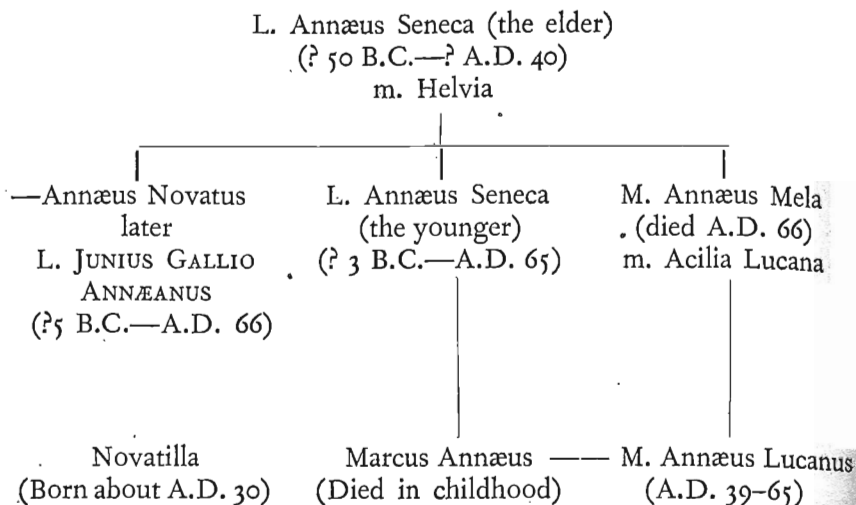 L. Annæus Seneca (the elder)
(? 50 B.C.—? A.D. 40)
m. Helvia
—Annæus Novatus
later
L. JUNIUS GALLIO
ANNÆANUS
(?5 B.C.—A.D. 66)
L. Annæus Seneca
(the younger)
(? 3 B.C.—A.D. 65)
M. Annæus Mela
(died A.D. 66)
m. Acilia Lucana
Novatilla
(Born about A.D. 30)
Marcus Annæus
(Died in childhood)
M. Annæus Lucanus
(A.D. 39–65)